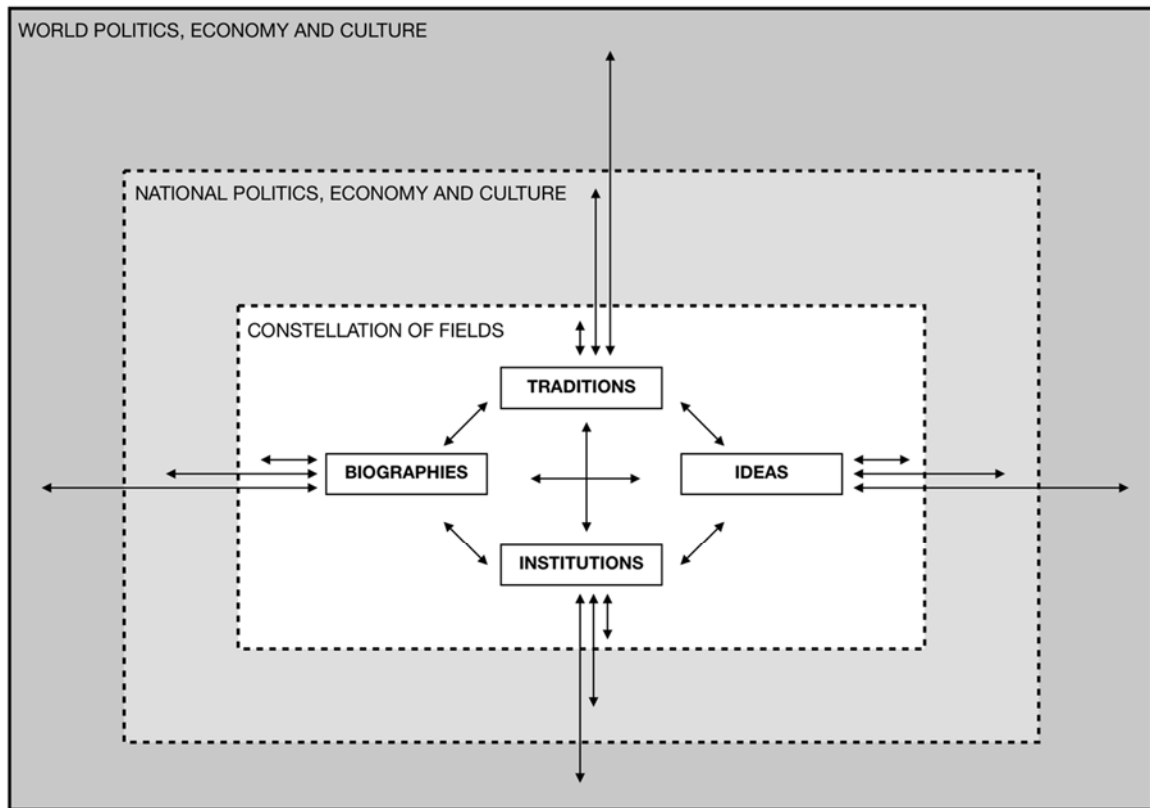 WORLD POLITICS, ECONOMY AND CULTURE
NATIONAL POLITICS, ECONOMY AND CULTURE
CONSTELLATION OF FIELDS
TRADITIONS
BIOGRAPHIES
IDEAS
INSTITUTIONS